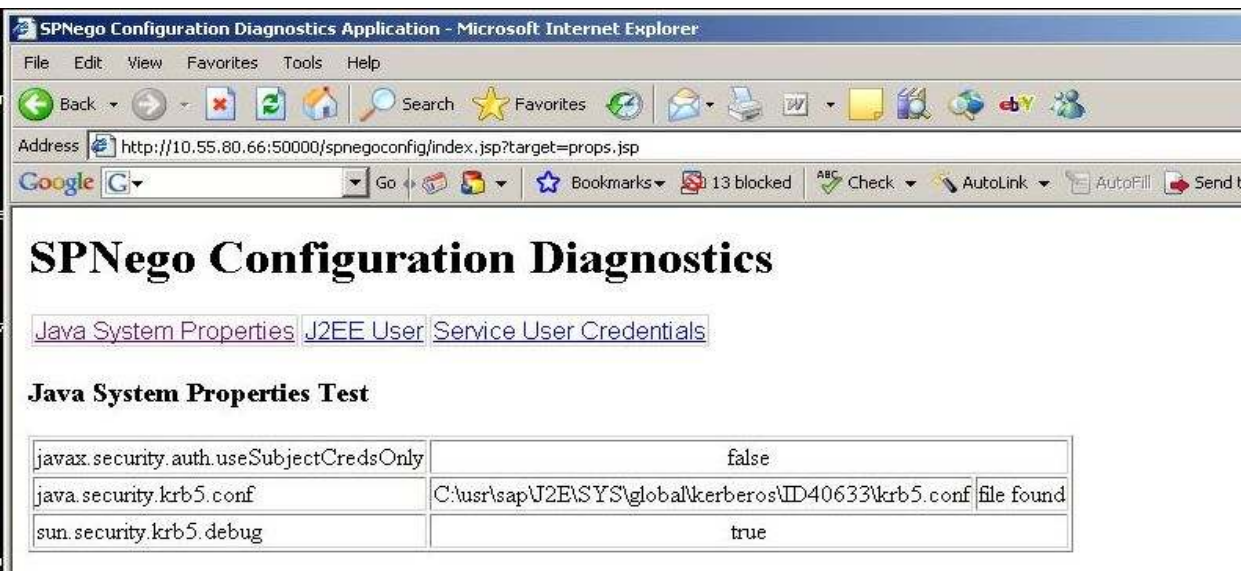 SPNego Configuration Diagnostics Application - Microsoft Internet Explorer
File Edit View Favorites Tools Help
Back Search Favorites W ebY
Address http://10.55.80.66:50000/spnegoconfig/index.jsp?target=props.jsp
Google G Go Bookmarks 13 blocked ABC Check AutoLink AutoFill Send t
SPNego Configuration Diagnostics
Java System Properties J2EE User Service User Credentials
Java System Properties Test
javax.security.auth.useSubjectCredsOnly false
java.security.krb5.conf C:\usr\sap\J2E\SYS\global\kerberos\ID40633\krb5.conf file found
sun.security.krb5.debug true